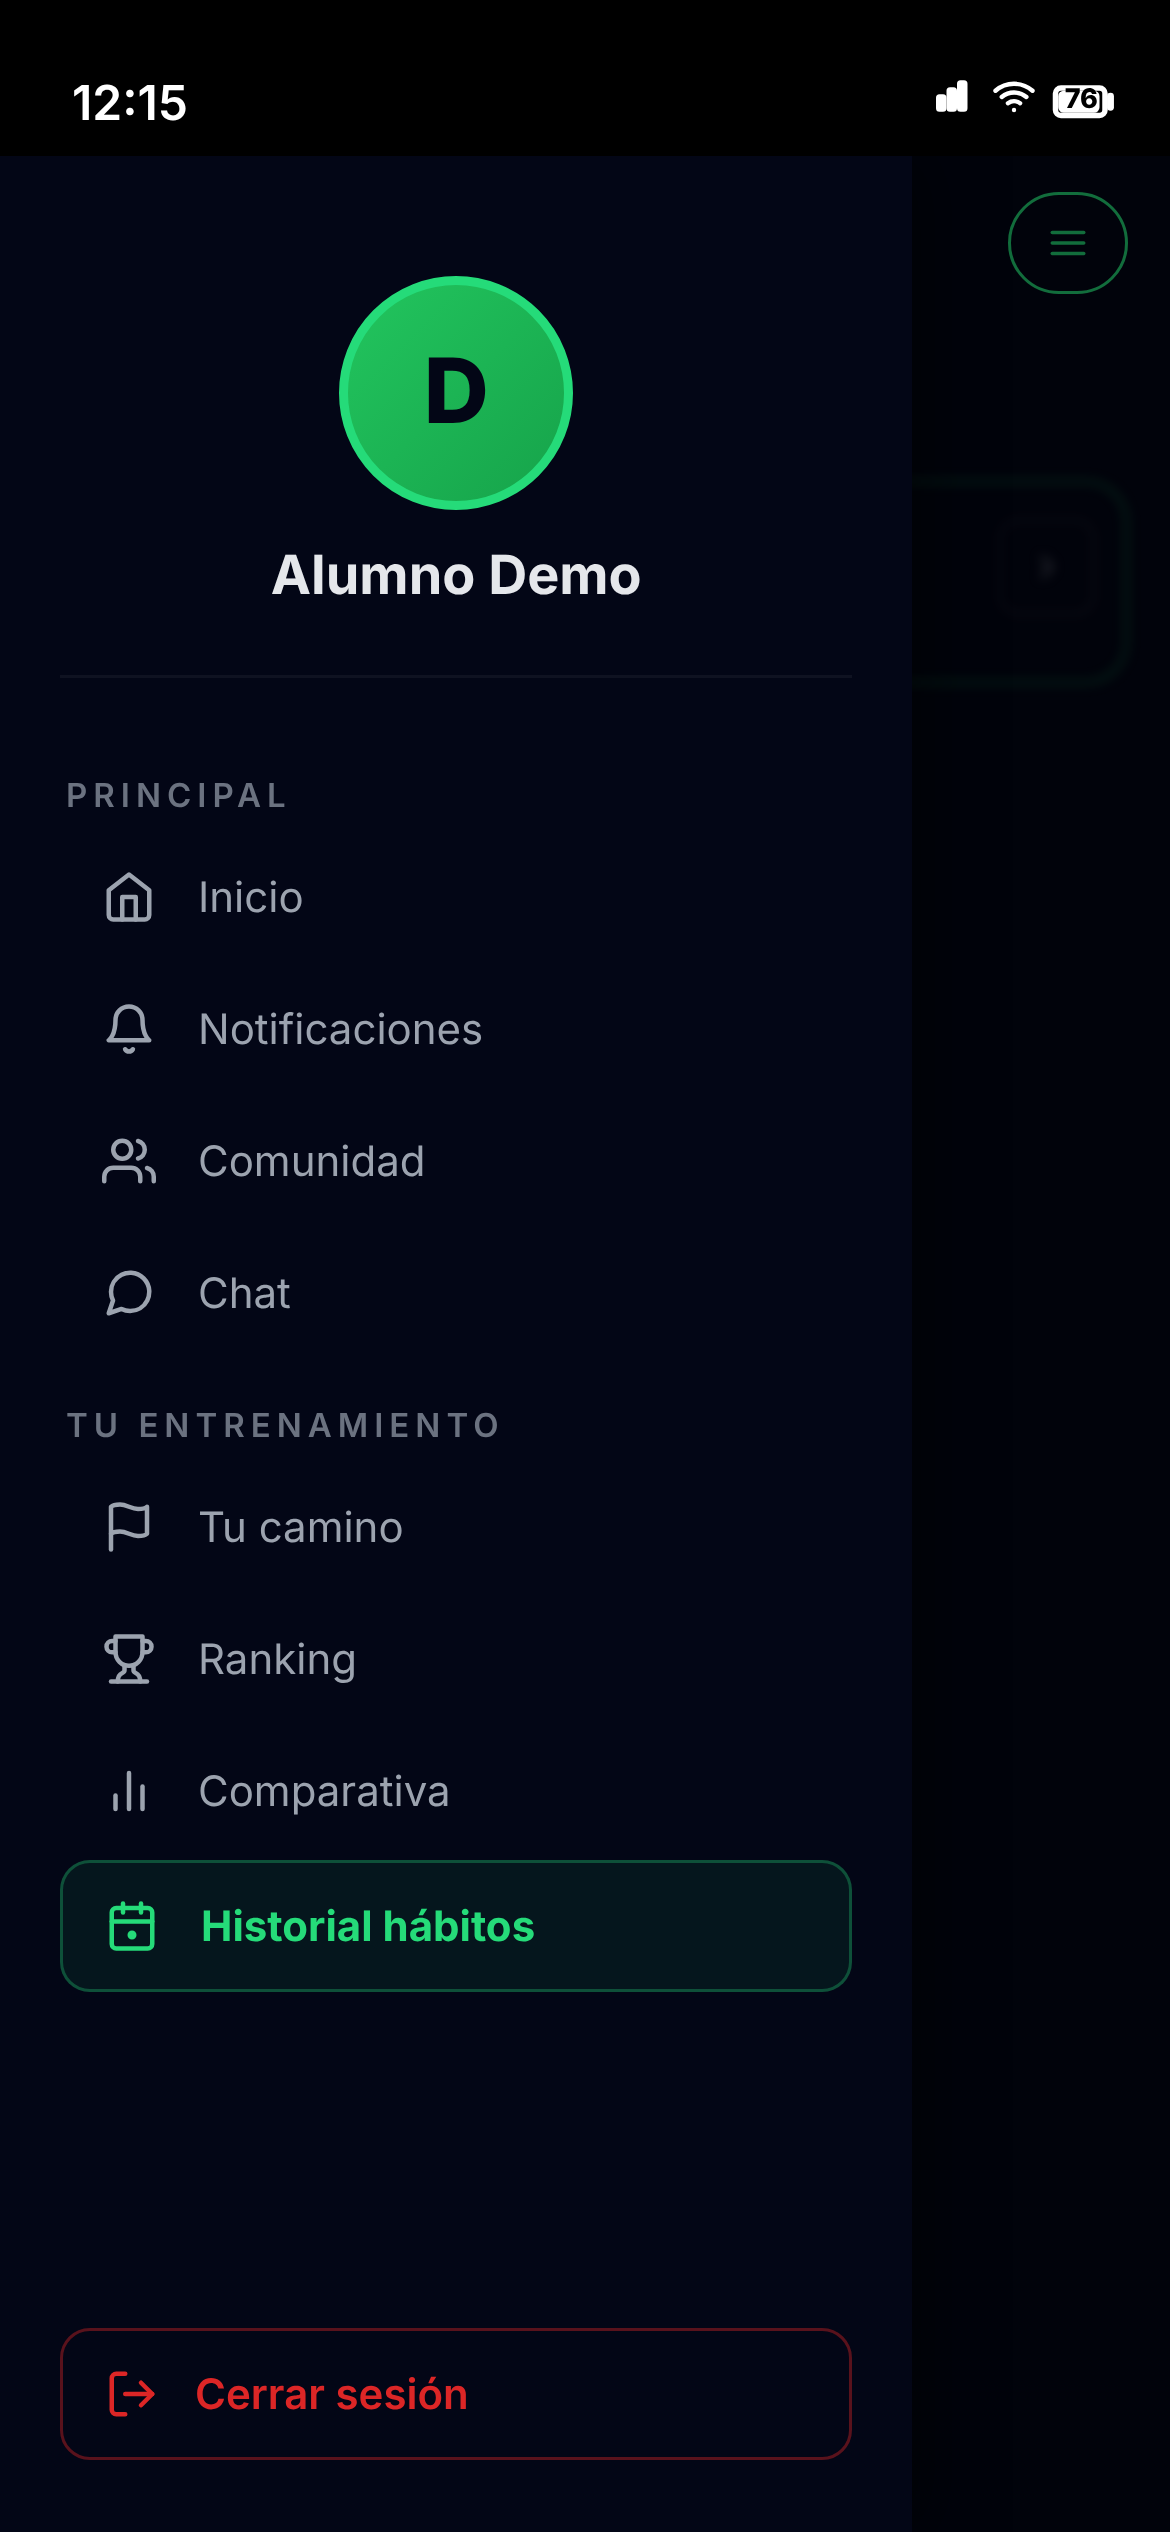 12:15
76
D
Alumno Demo
PRINCIPAL
Inicio
Notificaciones
Comunidad
Chat
TU ENTRENAMIENTO
Tu camino
Ranking
Comparativa
Historial hábitos
Cerrar sesión